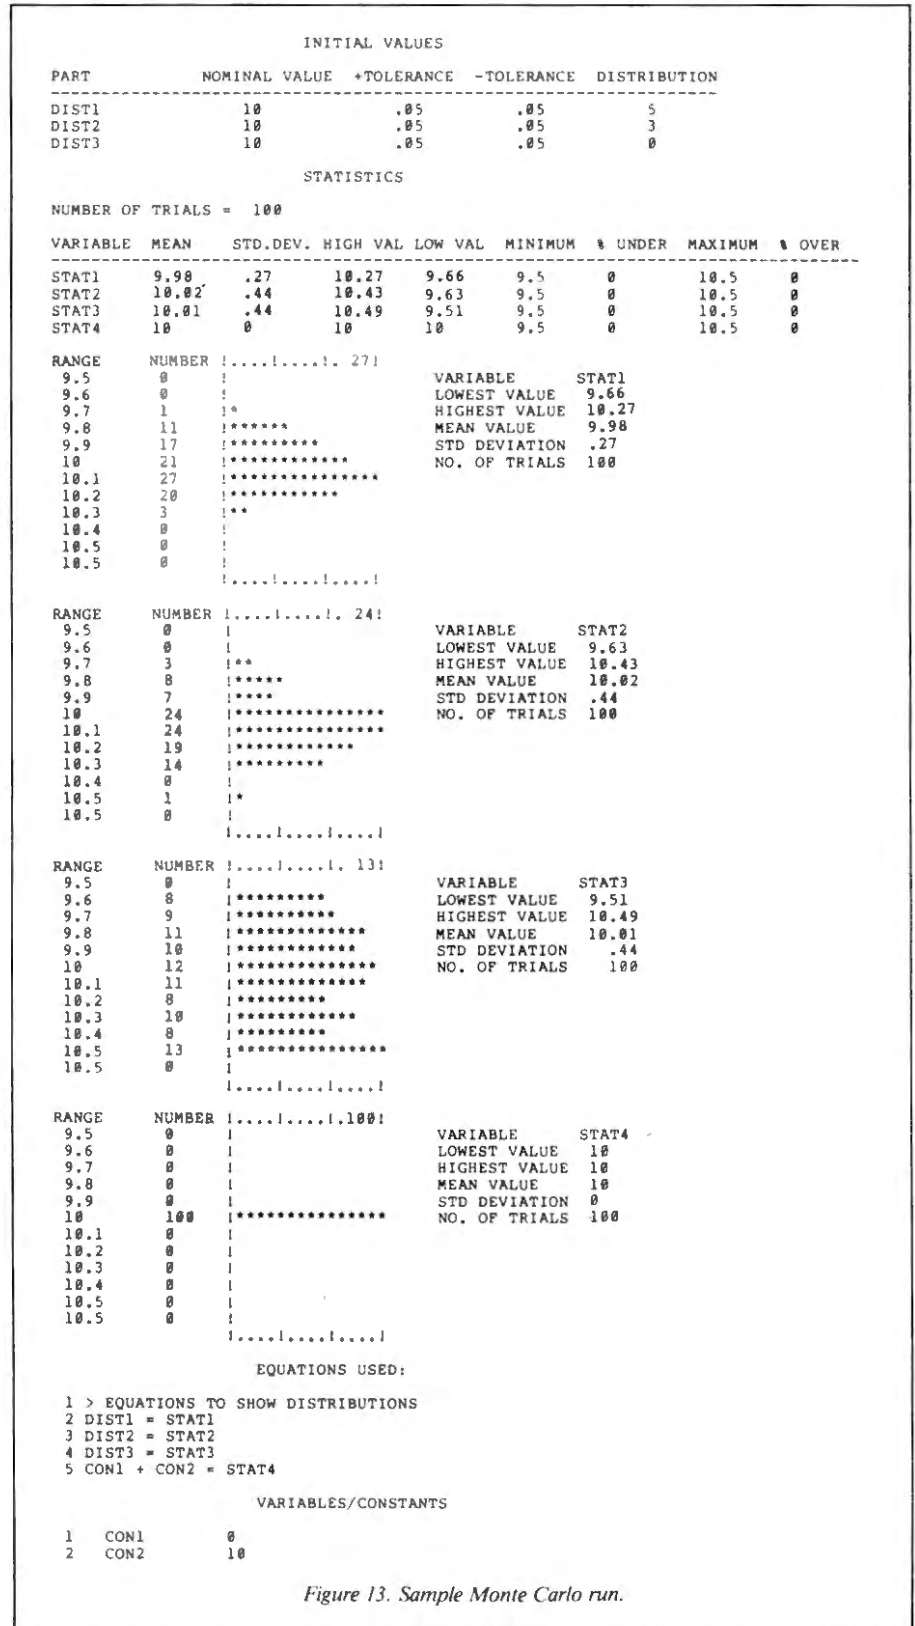 INITIAL VALUES
PART NOMINAL VALUE +TOLERANCE -TOLERANCE DISTRIBUTION
DIST1 10 .05 .05 5
DIST2 10 .05 .05 3
DIST3 10 .05 .05 0
STATISTICS
NUMBER OF TRIALS = 100
VARIABLE MEAN STD.DEV. HIGH VAL LOW VAL MINIMUM % UNDER MAXIMUM % OVER
STAT1 9.98 .27 10.27 9.66 9.5 0 10.5 0
STAT2 10.02 .44 10.43 9.63 9.5 0 10.5 0
STAT3 10.01 .44 10.49 9.51 9.5 0 10.5 0
STAT4 10 0 10 10 9.5 0 10.5 0
RANGE NUMBER !....!....!. 27!
9.5 0 ! VARIABLE STAT1
9.6 0 ! LOWEST VALUE 9.66
9.7 1 !* HIGHEST VALUE 10.27
9.8 11 !****** MEAN VALUE 9.98
9.9 17 !********* STD DEVIATION .27
10 21 !************ NO. OF TRIALS 100
10.1 27 !***************
10.2 20 !***********
10.3 3 !**
10.4 0 !
10.5 0 !
10.5 0 !
!....!....!....!
RANGE NUMBER !....!....!. 24!
9.5 0 ! VARIABLE STAT2
9.6 0 ! LOWEST VALUE 9.63
9.7 3 !** HIGHEST VALUE 10.43
9.8 8 !***** MEAN VALUE 10.02
9.9 7 !**** STD DEVIATION .44
10 24 !*************** NO. OF TRIALS 100
10.1 24 !***************
10.2 19 !************
10.3 14 !*********
10.4 0 !
10.5 1 !*
10.5 0 !
!....!....!....!
RANGE NUMBER !....!....!. 13!
9.5 0 ! VARIABLE STAT3
9.6 8 !********* LOWEST VALUE 9.51
9.7 9 !********** HIGHEST VALUE 10.49
9.8 11 !************* MEAN VALUE 10.01
9.9 10 !************ STD DEVIATION .44
10 12 !************** NO. OF TRIALS 100
10.1 11 !*************
10.2 8 !*********
10.3 10 !************
10.4 8 !*********
10.5 13 !***************
10.5 0 !
!....!....!....!
RANGE NUMBER !....!....!.100!
9.5 0 ! VARIABLE STAT4
9.6 0 ! LOWEST VALUE 10
9.7 0 ! HIGHEST VALUE 10
9.8 0 ! MEAN VALUE 10
9.9 0 ! STD DEVIATION 0
10 100 !*************** NO. OF TRIALS 100
10.1 0 !
10.2 0 !
10.3 0 !
10.4 0 !
10.5 0 !
10.5 0 !
!....!....!....!
EQUATIONS USED:
1 > EQUATIONS TO SHOW DISTRIBUTIONS
2 DIST1 = STAT1
3 DIST2 = STAT2
4 DIST3 = STAT3
5 CON1 + CON2 = STAT4
VARIABLES/CONSTANTS
1 CON1 0
2 CON2 10
Figure 13. Sample Monte Carlo run.